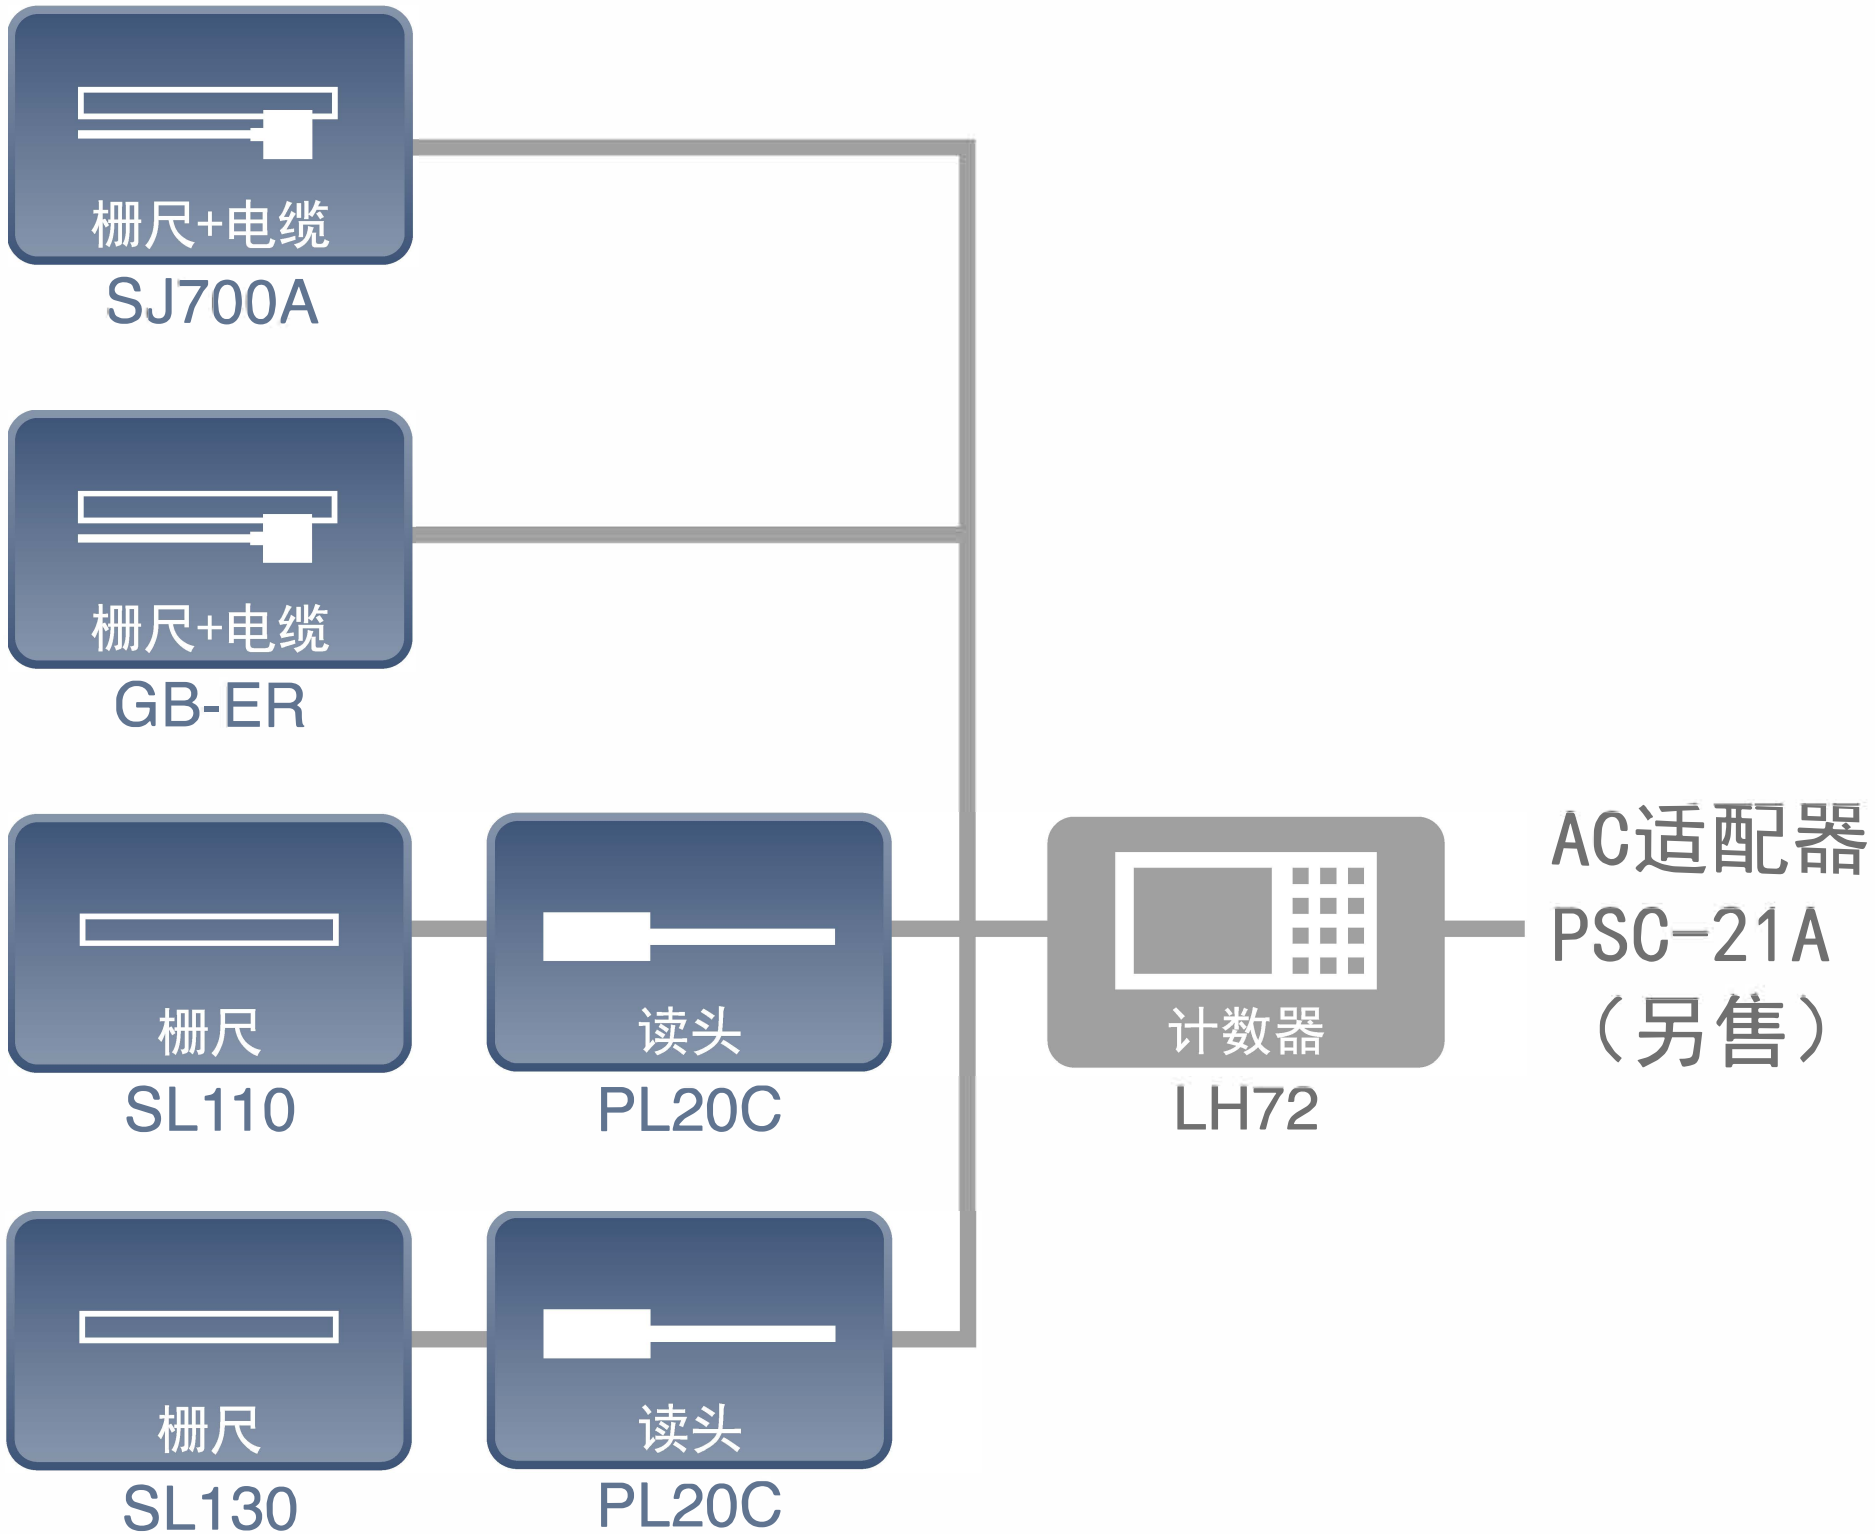 栅尺+电缆
SJ700A
栅尺+电缆
GB-ER
栅尺
SL110
读头
PL20C
计数器
LH72
AC适配器
PSC-21A
（另售）
栅尺
SL130
读头
PL20C